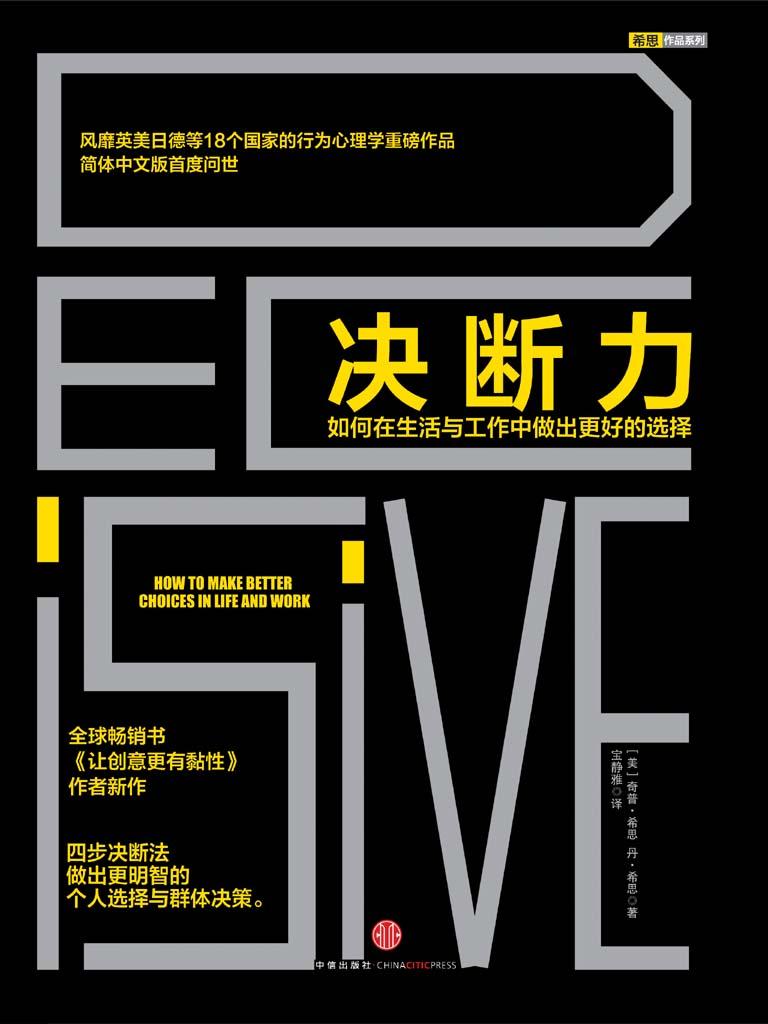 希思作品系列
风靡英美日德等18个国家的行为心理学重磅作品
简体中文版首度问世
DECISIVE
决断力
如何在生活与工作中做出更好的选择
HOW TO MAKE BETTER
CHOICES IN LIFE AND WORK
全球畅销书
《让创意更有黏性》
作者新作
四步决断法
做出更明智的
个人选择与群体决策。
[美]奇普·希思 丹·希思◎著
宝静雅◎译
中信出版社·CHINACITICPRESS